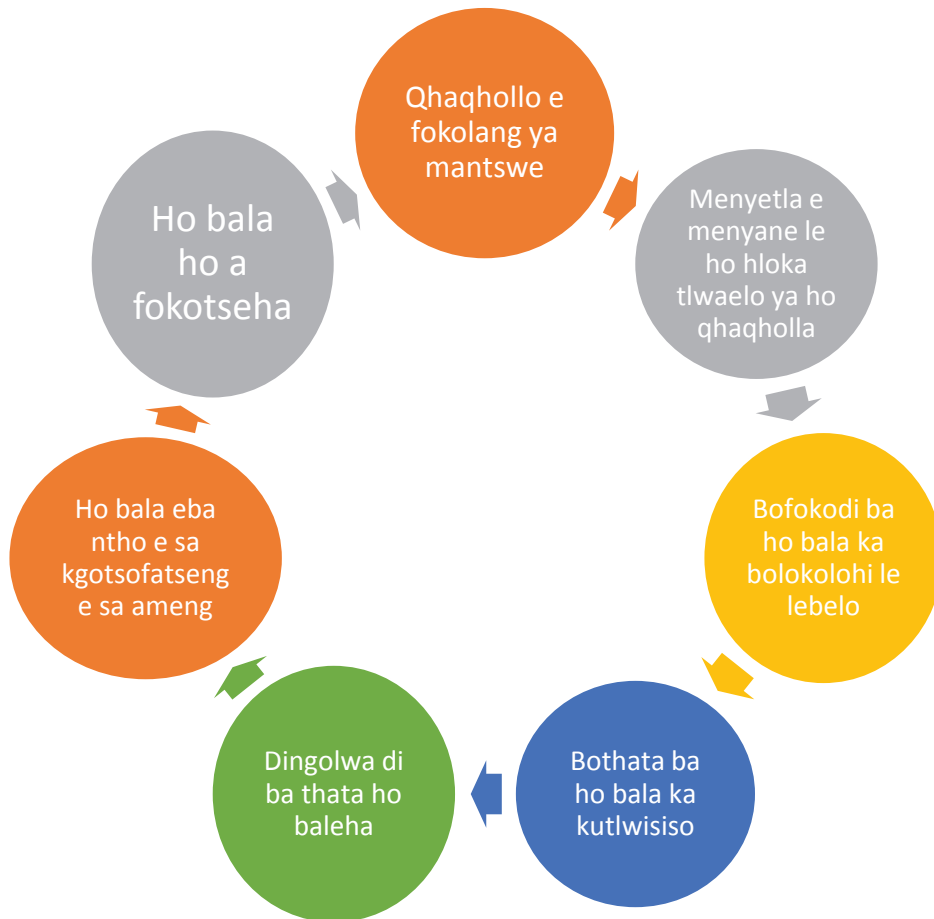 Qhaqhollo e
fokolang ya
mantswe
Menyetla e
menyane le
ho hloka
tlwaelo ya ho
qhaqholla
Bofokodi ba
ho bala ka
bolokolohi le
lebelo
Bothata ba
ho bala ka
kutlwisiso
Dingolwa di
ba thata ho
baleha
Ho bala eba
ntho e sa
kgotsofatseng
e sa ameng
Ho bala
ho a
fokotseha